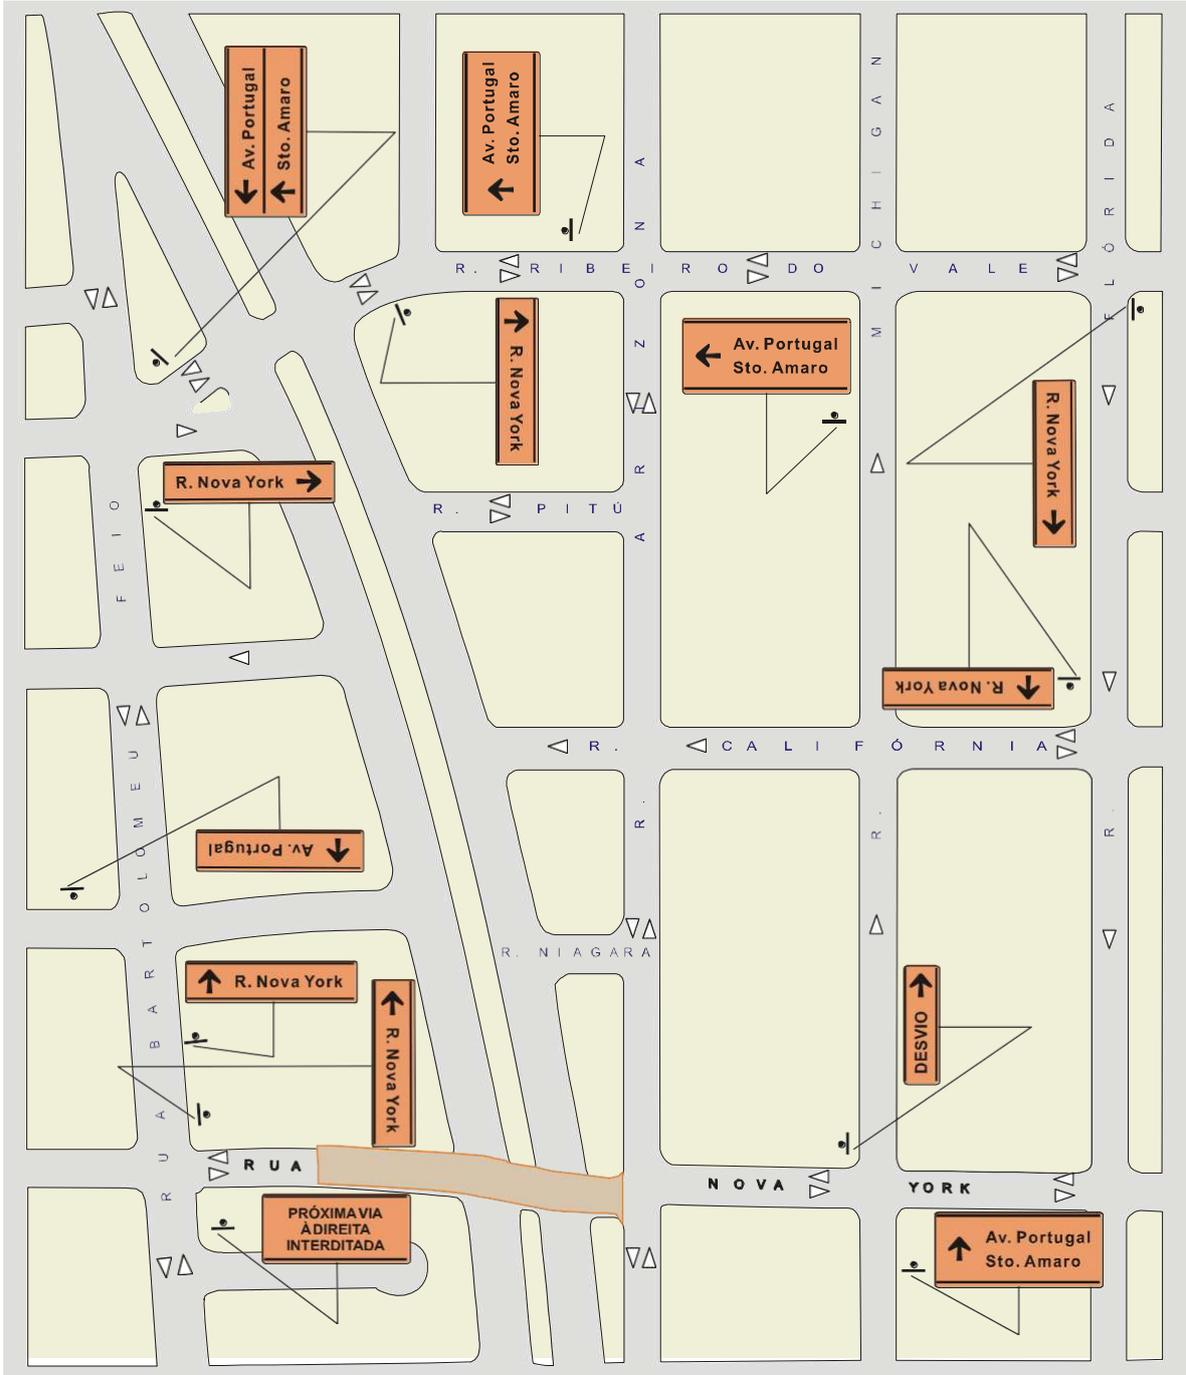 Av. Portugal
Sto. Amaro
Av. Portugal
Sto. Amaro
R. RIBEIRO DO VALE
R. Nova York
Av. Portugal
Sto. Amaro
R. Nova York
R. Nova York
R. PITÚ
R. Nova York
R. CALIFÓRNIA
Av. Portugal
R. NIAGARA
R. Nova York
R. Nova York
DESVIO
RUA NOVA YORK
PRÓXIMA VIA
À DIREITA
INTERDITADA
Av. Portugal
Sto. Amaro
RUA BARTOLOMEU FEIO
R. ARIZONA
R. MICHIGAN
R. FLÓRIDA